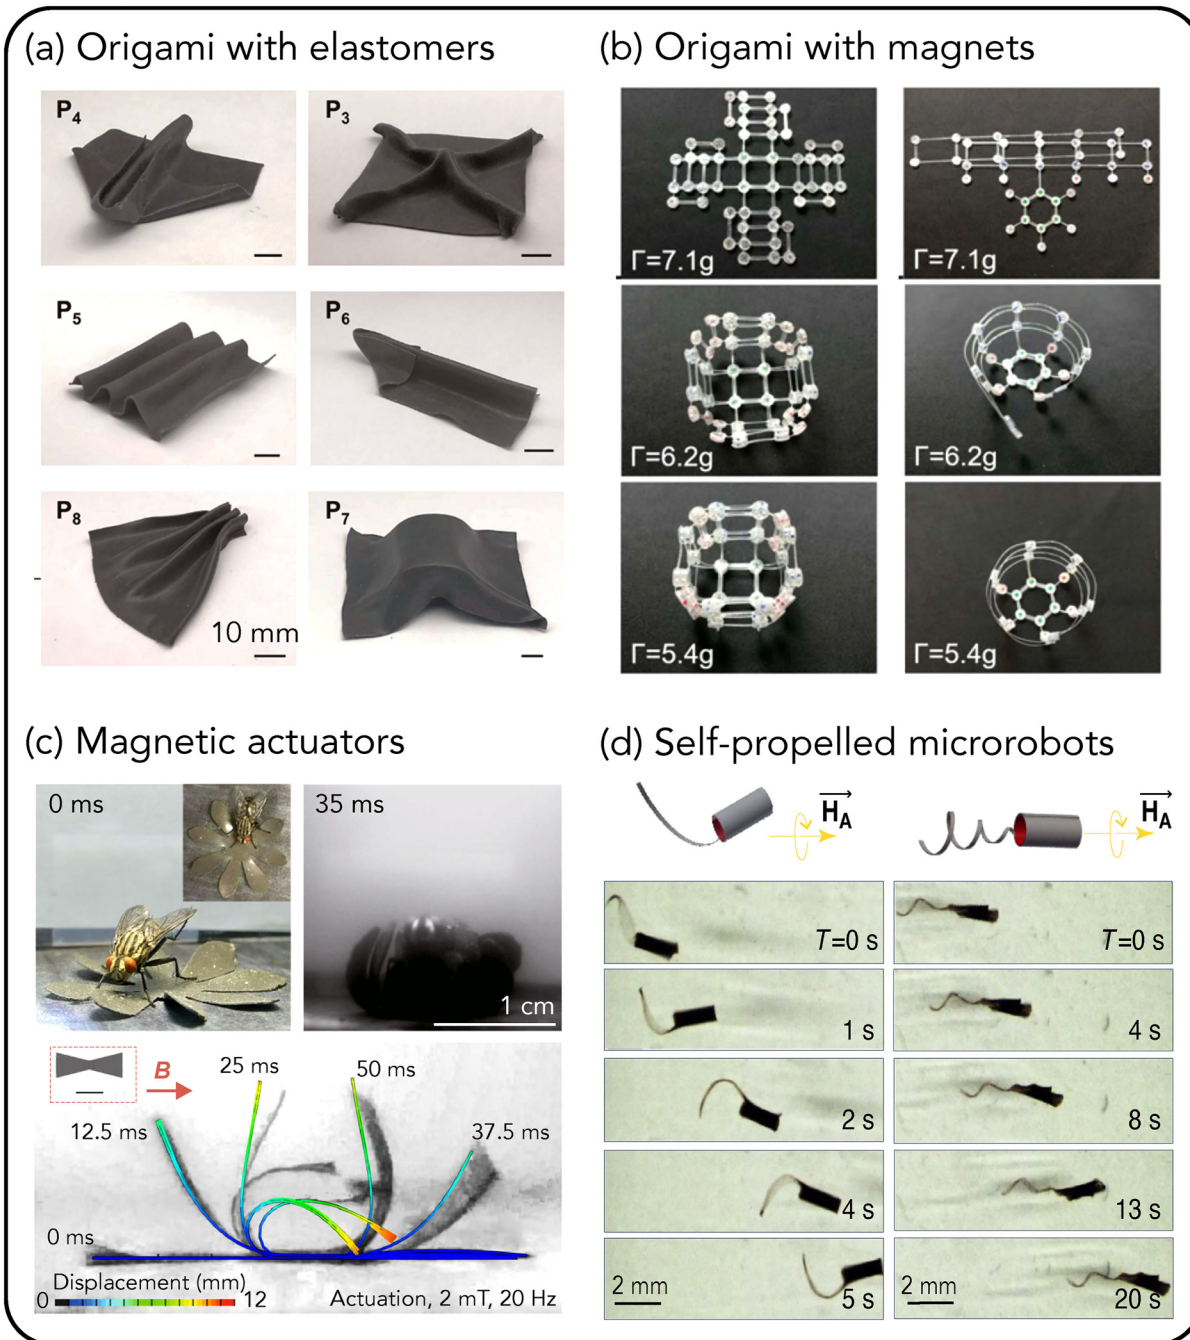 (a) Origami with elastomers
P4
P3
P5
P6
P8
10 mm
P7
(b) Origami with magnets
Γ=7.1g
Γ=7.1g
Γ=6.2g
Γ=6.2g
Γ=5.4g
Γ=5.4g
(c) Magnetic actuators
0 ms
35 ms
1 cm
B
25 ms
50 ms
12.5 ms
37.5 ms
0 ms
Displacement (mm)
0
12
Actuation, 2 mT, 20 Hz
(d) Self-propelled microrobots
HA
HA
T=0 s
T=0 s
1 s
4 s
2 s
8 s
4 s
13 s
2 mm
5 s
2 mm
20 s